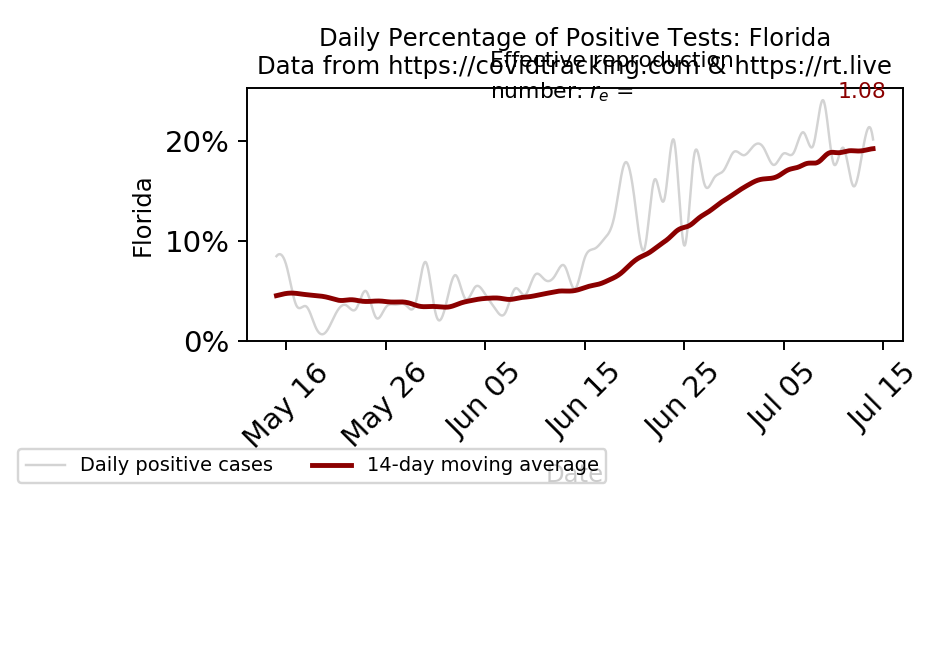 Daily Percentage of Positive Tests: Florida
Data from https://covidtracking.com & https://rt.live
Effective reproduction
number: rₑ = 1.08
Florida
20%
10%
0%
May 16
May 26
Jun 05
Jun 15
Jun 25
Jul 05
Jul 15
Date
Daily positive cases
14-day moving average